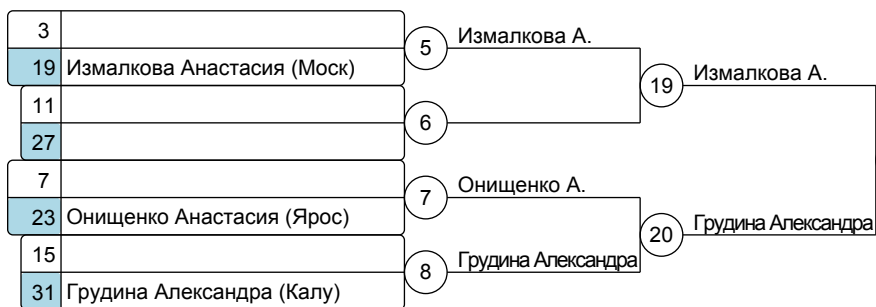 3
5 Измалкова А.
19 Измалкова Анастасия (Моск)
19 Измалкова А.
11
6
27
7
7 Онищенко А.
23 Онищенко Анастасия (Ярос)
20 Грудина Александра
15
8 Грудина Александра
31 Грудина Александра (Калу)